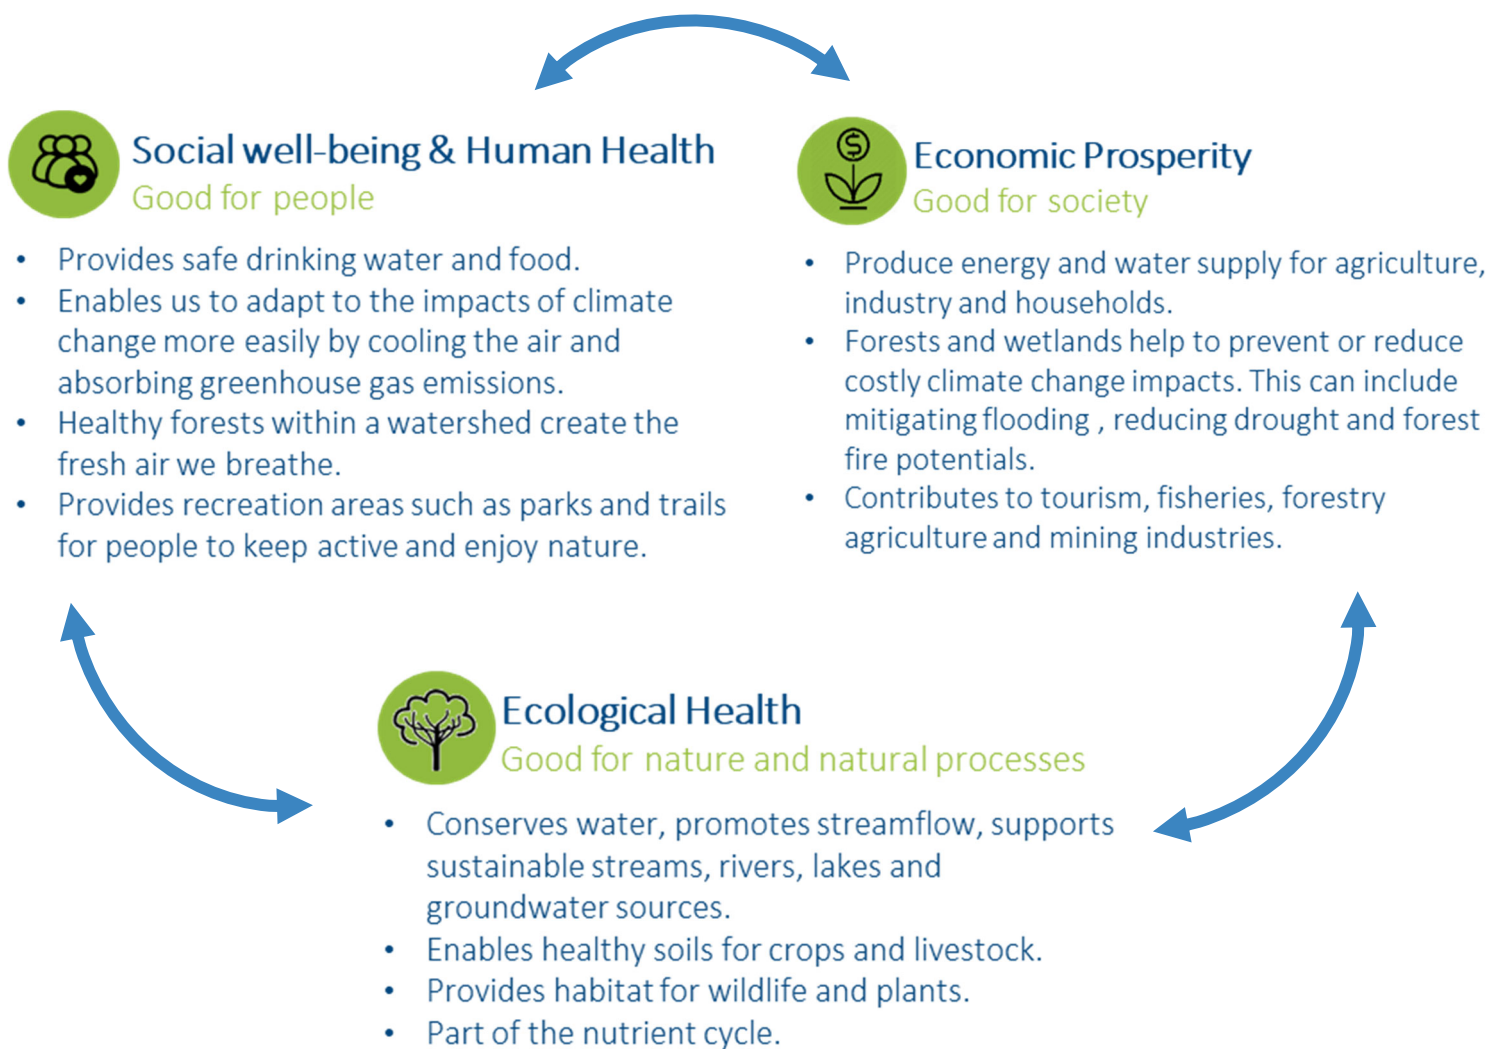 Social well-being & Human Health
Good for people
• Provides safe drinking water and food.
• Enables us to adapt to the impacts of climate
change more easily by cooling the air and
absorbing greenhouse gas emissions.
• Healthy forests within a watershed create the
fresh air we breathe.
• Provides recreation areas such as parks and trails
for people to keep active and enjoy nature.
$
Economic Prosperity
Good for society
• Produce energy and water supply for agriculture,
industry and households.
• Forests and wetlands help to prevent or reduce
costly climate change impacts. This can include
mitigating flooding , reducing drought and forest
fire potentials.
• Contributes to tourism, fisheries, forestry
agriculture and mining industries.
Ecological Health
Good for nature and natural processes
• Conserves water, promotes streamflow, supports
sustainable streams, rivers, lakes and
groundwater sources.
• Enables healthy soils for crops and livestock.
• Provides habitat for wildlife and plants.
• Part of the nutrient cycle.